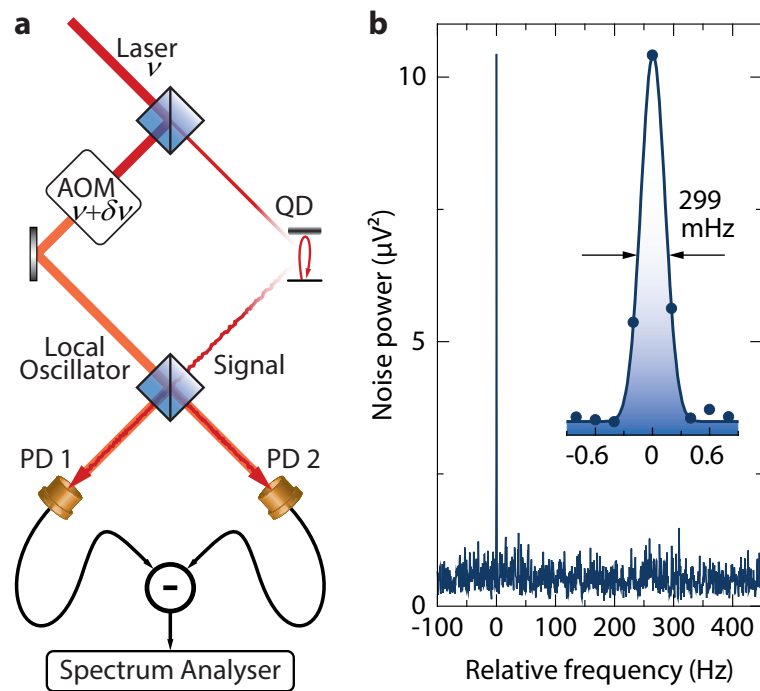 a
Laser
ν
AOM
ν+δν
QD
Local
Oscillator
Signal
PD 1
PD 2
-
Spectrum Analyser
b
Noise power (µV²)
10
5
0
299
mHz
-0.6 0 0.6
-100 0 100 200 300 400
Relative frequency (Hz)